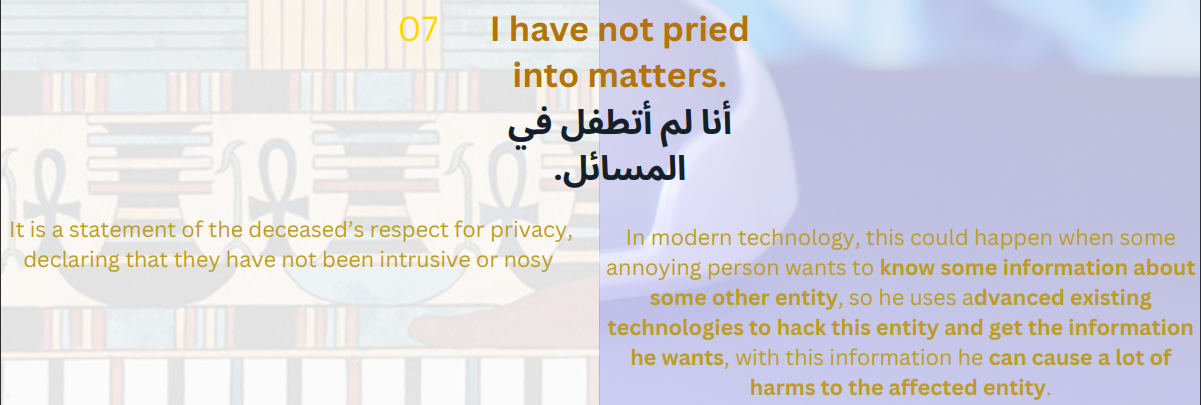 07
I have not pried
into matters.
أنا لم أتطفل في
المسائل.
It is a statement of the deceased’s respect for privacy,
declaring that they have not been intrusive or nosy
In modern technology, this could happen when some
annoying person wants to know some information about
some other entity, so he uses advanced existing
technologies to hack this entity and get the information
he wants, with this information he can cause a lot of
harms to the affected entity.